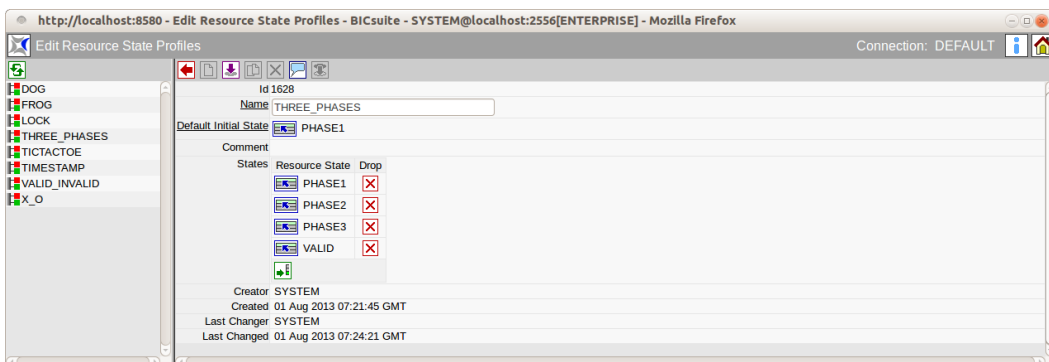 http://localhost:8580 - Edit Resource State Profiles - BICsuite - SYSTEM@localhost:2556[ENTERPRISE] - Mozilla Firefox
Edit Resource State Profiles Connection: DEFAULT
DOG
FROG
LOCK
THREE_PHASES
TICTACTOE
TIMESTAMP
VALID_INVALID
X_O
Id 1628
Name THREE_PHASES
Default Initial State PHASE1
Comment
States Resource State Drop
PHASE1
PHASE2
PHASE3
VALID
Creator SYSTEM
Created 01 Aug 2013 07:21:45 GMT
Last Changer SYSTEM
Last Changed 01 Aug 2013 07:24:21 GMT